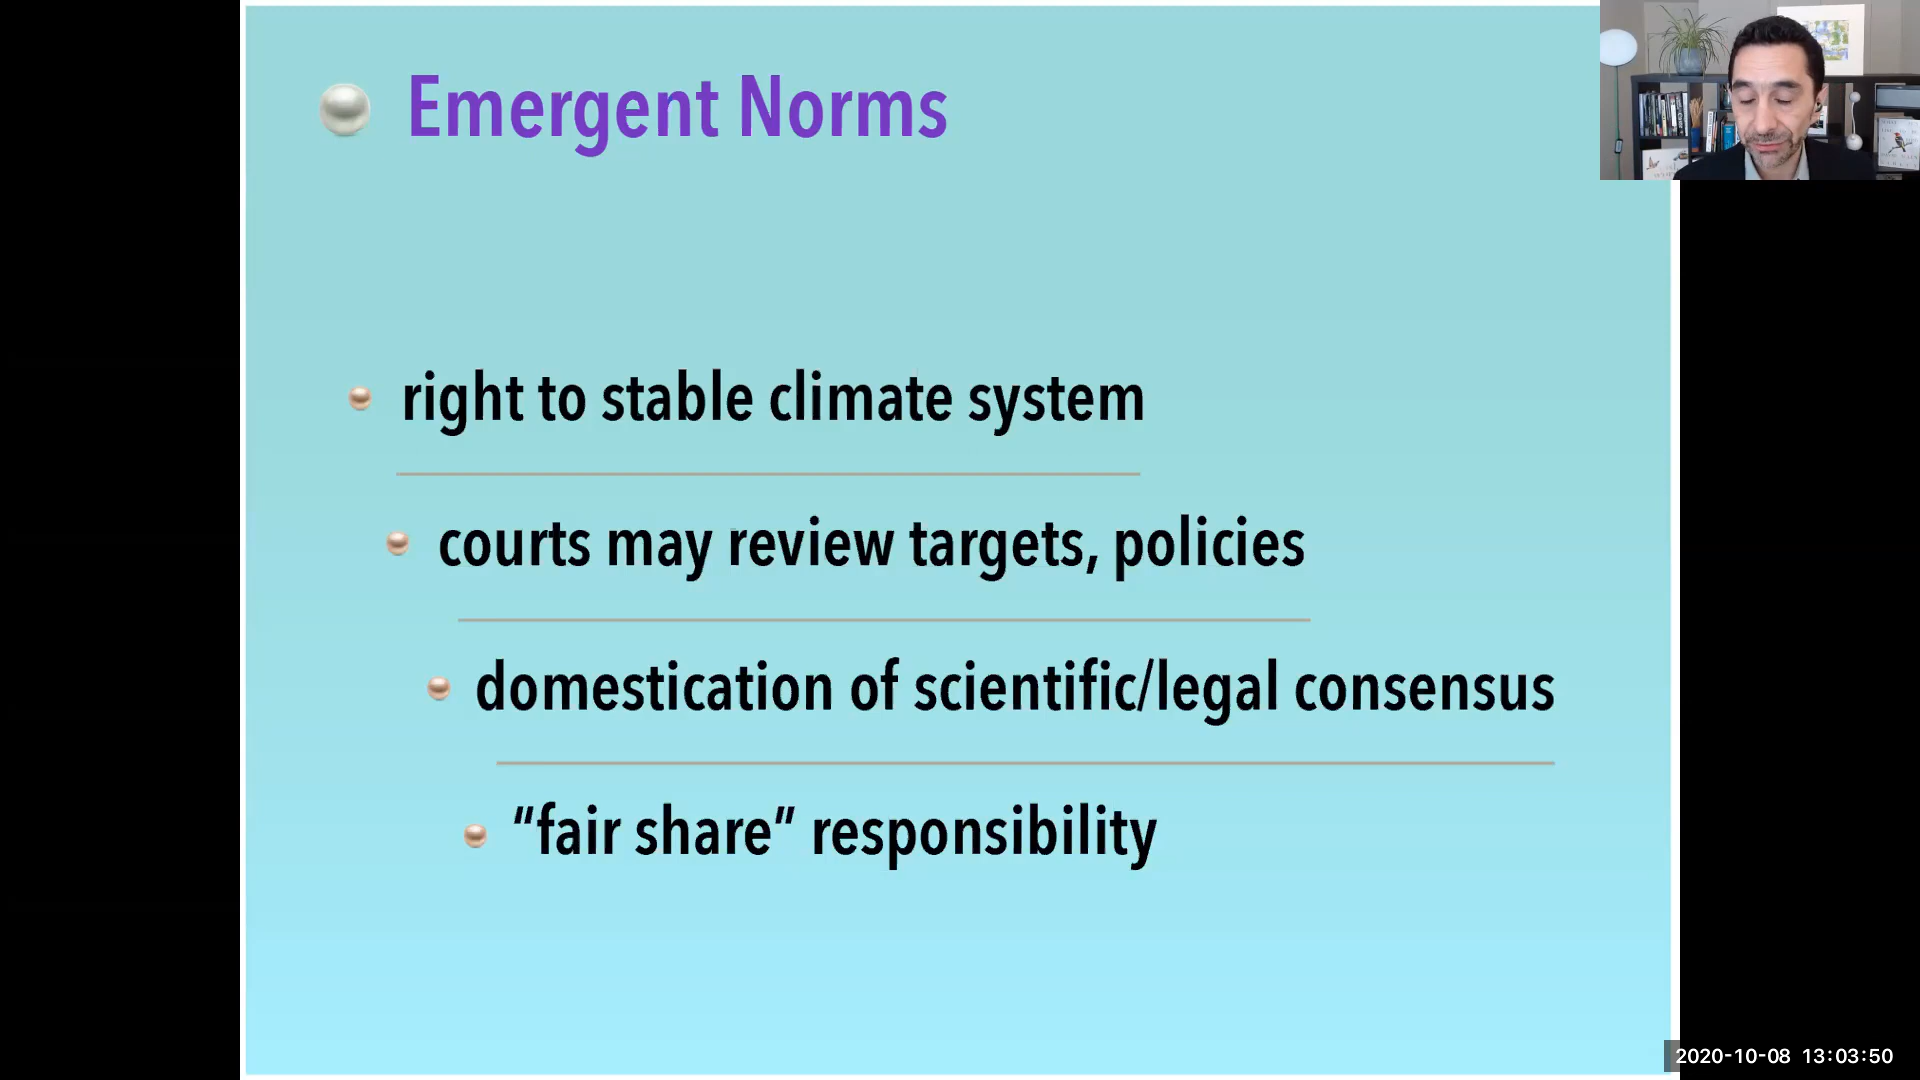 Emergent Norms
right to stable climate system
courts may review targets, policies
domestication of scientific/legal consensus
“fair share” responsibility
2020-10-08 13:03:50